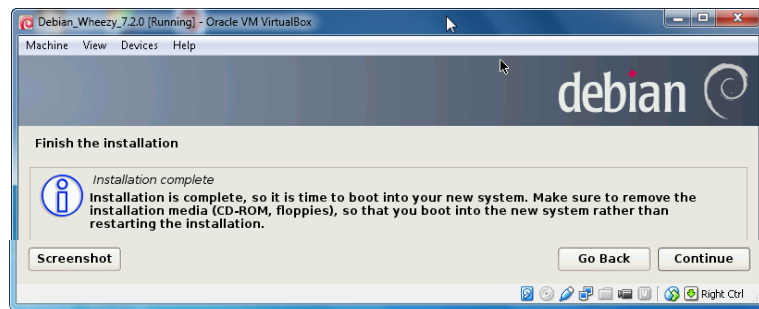 Debian_Wheezy_7.2.0 [Running] - Oracle VM VirtualBox
Machine View Devices Help
debian
Finish the installation
Installation complete
Installation is complete, so it is time to boot into your new system. Make sure to remove the
installation media (CD-ROM, floppies), so that you boot into the new system rather than
restarting the installation.
Screenshot Go Back Continue
Right Ctrl